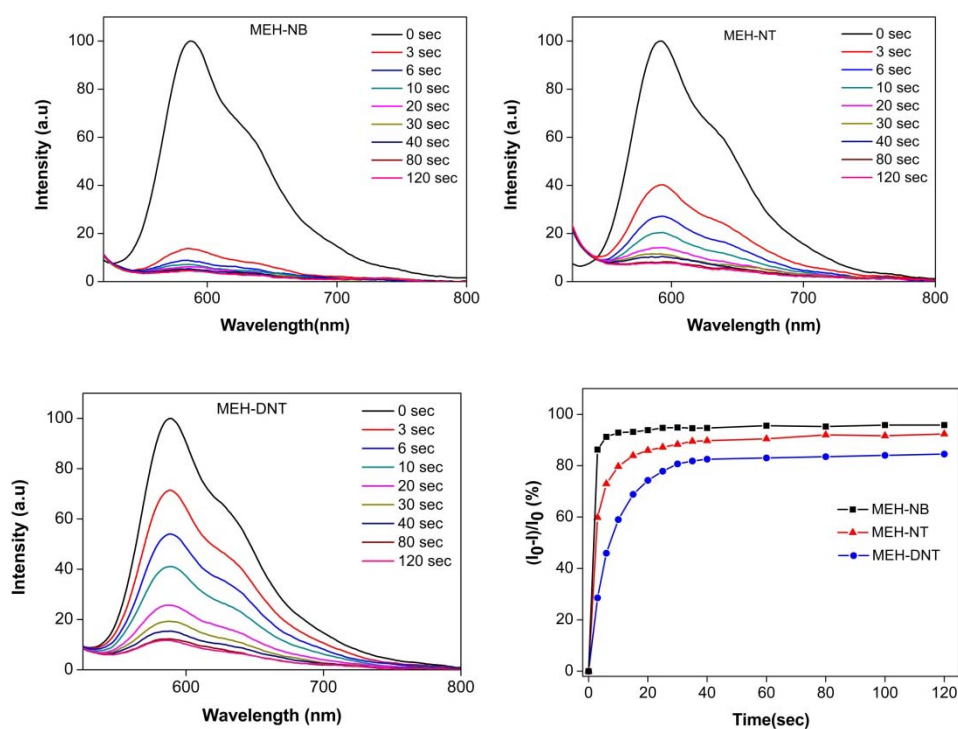 MEH-NB
0 sec
3 sec
6 sec
10 sec
20 sec
30 sec
40 sec
80 sec
120 sec
100
80
60
40
20
0
Intensity (a.u)
600
700
800
Wavelength(nm)
MEH-NT
0 sec
3 sec
6 sec
10 sec
20 sec
30 sec
40 sec
80 sec
120 sec
100
80
60
40
20
0
Intensity (a.u)
600
700
800
Wavelength (nm)
MEH-DNT
0 sec
3 sec
6 sec
10 sec
20 sec
30 sec
40 sec
80 sec
120 sec
100
80
60
40
20
0
Intensity (a.u)
600
700
800
Wavelength (nm)
100
80
60
40
20
0
(I0-I)/I0 (%)
MEH-NB
MEH-NT
MEH-DNT
0
20
40
60
80
100
120
Time(sec)